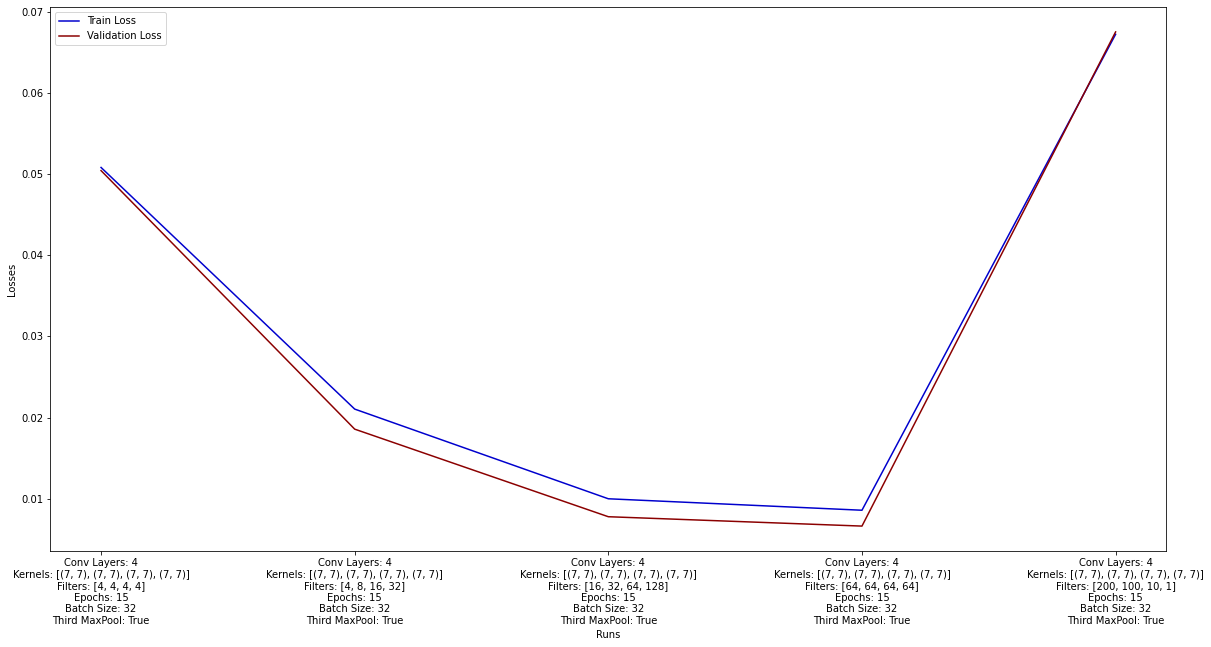 0.07
0.06
0.05
0.04
0.03
0.02
0.01
Losses
Train Loss
Validation Loss
Conv Layers: 4
Kernels: [(7, 7), (7, 7), (7, 7), (7, 7)]
Filters: [4, 4, 4, 4]
Epochs: 15
Batch Size: 32
Third MaxPool: True
Conv Layers: 4
Kernels: [(7, 7), (7, 7), (7, 7), (7, 7)]
Filters: [4, 8, 16, 32]
Epochs: 15
Batch Size: 32
Third MaxPool: True
Conv Layers: 4
Kernels: [(7, 7), (7, 7), (7, 7), (7, 7)]
Filters: [16, 32, 64, 128]
Epochs: 15
Batch Size: 32
Third MaxPool: True
Conv Layers: 4
Kernels: [(7, 7), (7, 7), (7, 7), (7, 7)]
Filters: [64, 64, 64, 64]
Epochs: 15
Batch Size: 32
Third MaxPool: True
Conv Layers: 4
Kernels: [(7, 7), (7, 7), (7, 7), (7, 7)]
Filters: [200, 100, 10, 1]
Epochs: 15
Batch Size: 32
Third MaxPool: True
Runs